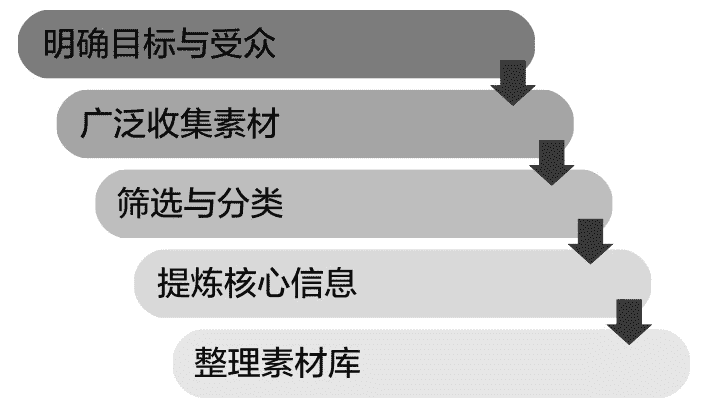 明确目标与受众
广泛收集素材
筛选与分类
提炼核心信息
整理素材库